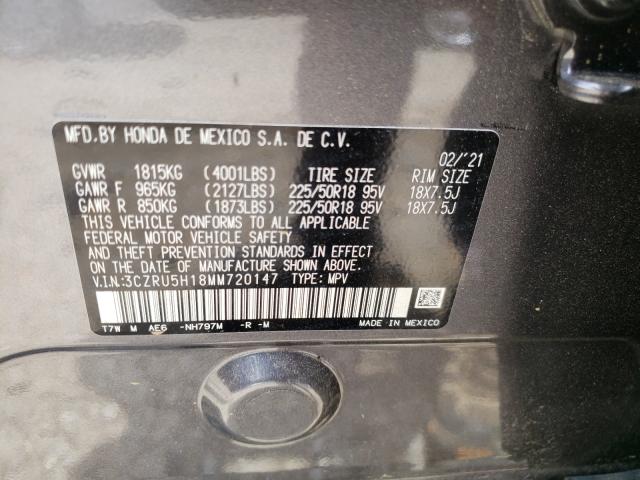 MFD.BY HONDA DE MEXICO S.A. DE C.V.
02/'21
GVWR 1815KG (4001LBS) TIRE SIZE RIM SIZE
GAWR F 965KG (2127LBS) 225/50R18 95V 18X7.5J
GAWR R 850KG (1873LBS) 225/50R18 95V 18X7.5J
THIS VEHICLE CONFORMS TO ALL APPLICABLE
FEDERAL MOTOR VEHICLE SAFETY
AND THEFT PREVENTION STANDARDS IN EFFECT
ON THE DATE OF MANUFACTURE SHOWN ABOVE.
V.I.N:3CZRU5H18MM720147 TYPE: MPV
T7W M AE6 -NH797M -R -M MADE IN MEXICO